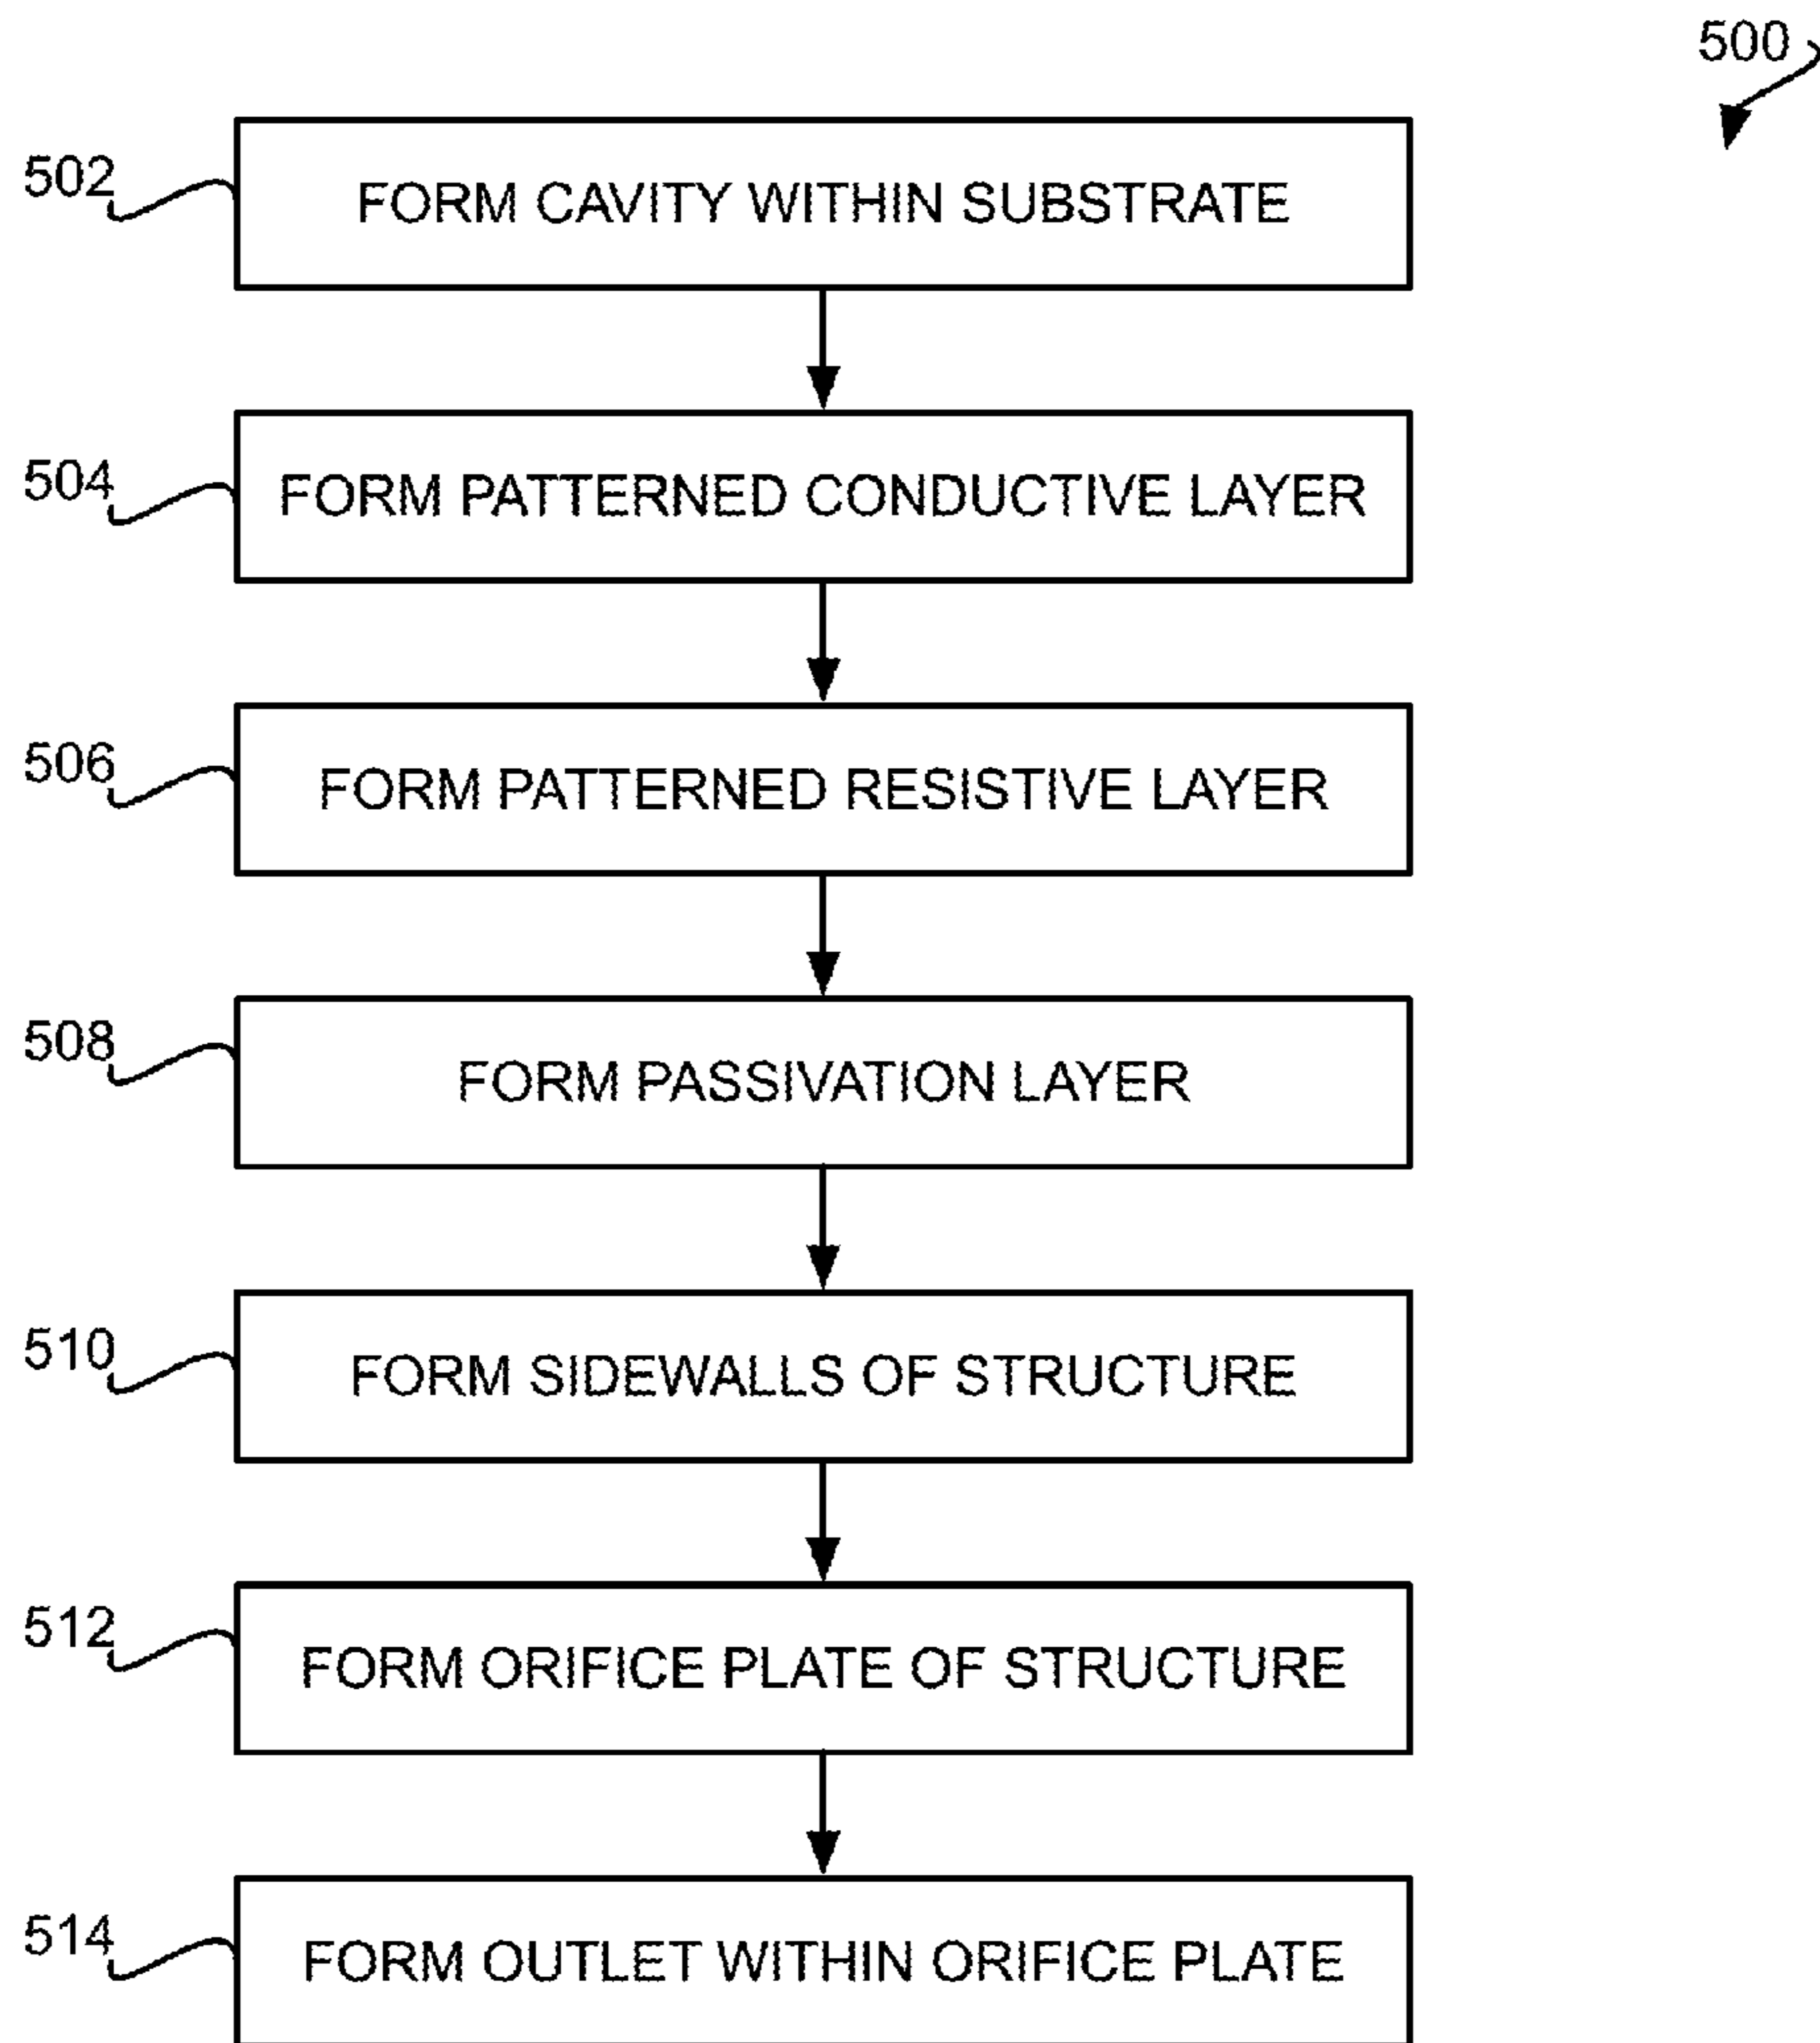 500
502
FORM CAVITY WITHIN SUBSTRATE
504
FORM PATTERNED CONDUCTIVE LAYER
506
FORM PATTERNED RESISTIVE LAYER
508
FORM PASSIVATION LAYER
510
FORM SIDEWALLS OF STRUCTURE
512
FORM ORIFICE PLATE OF STRUCTURE
514
FORM OUTLET WITHIN ORIFICE PLATE